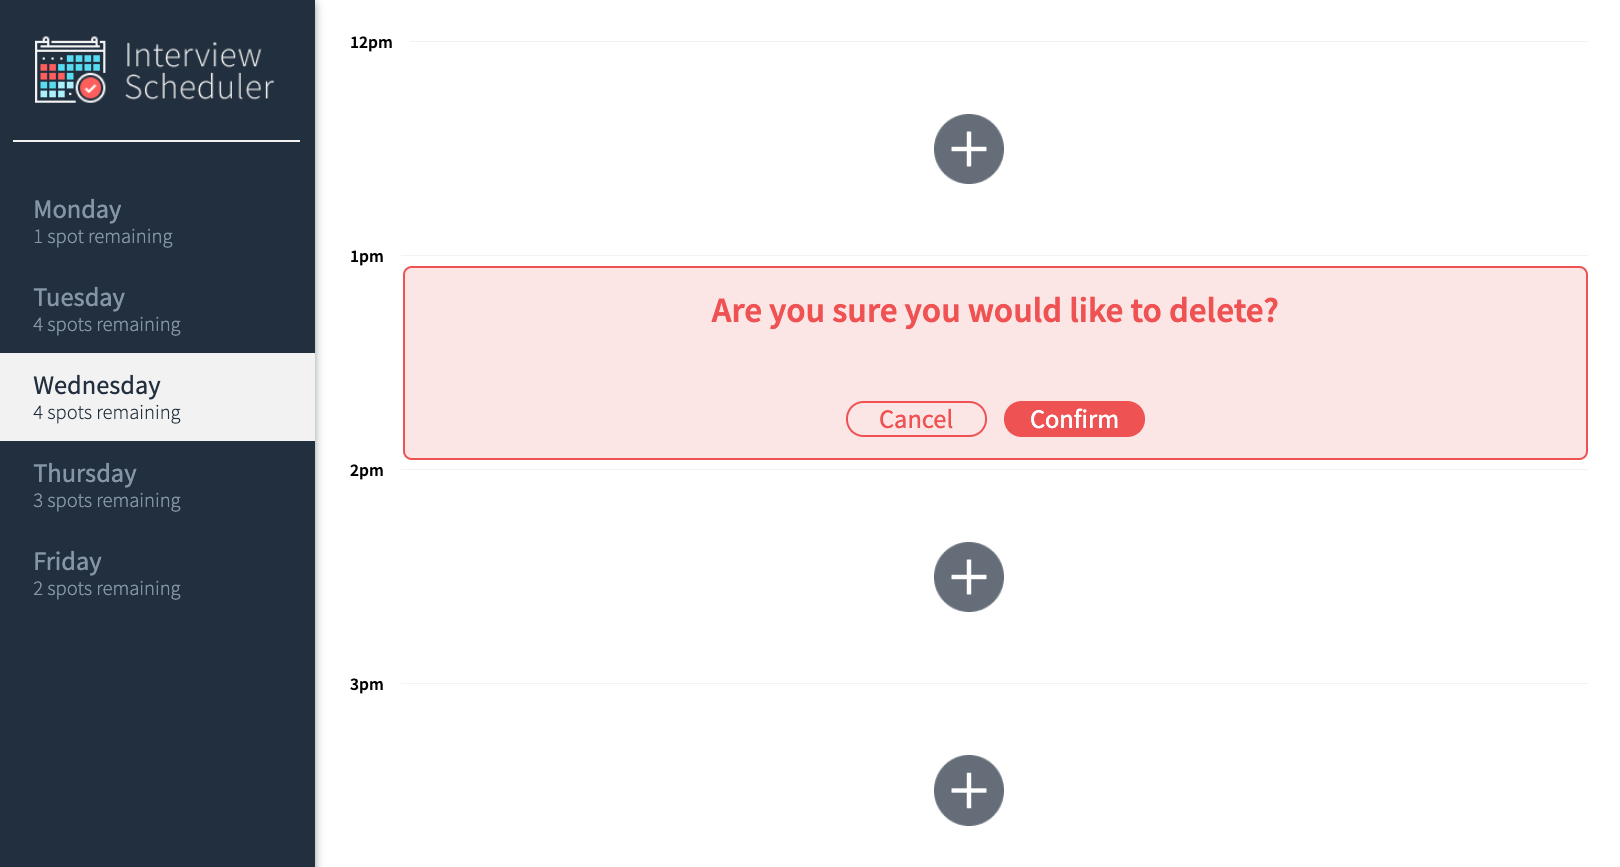 Interview
Scheduler
Monday
1 spot remaining
Tuesday
4 spots remaining
Wednesday
4 spots remaining
Thursday
3 spots remaining
Friday
2 spots remaining
12pm
1pm
Are you sure you would like to delete?
Cancel
Confirm
2pm
3pm